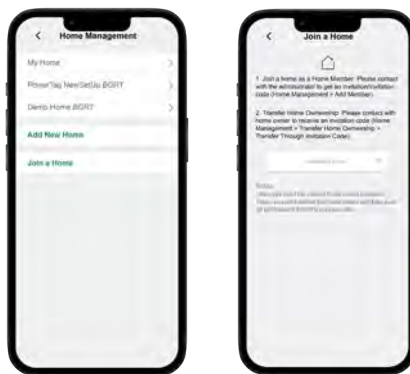 Home Management
My Home
PowerTag NewSetUp BGRT
Demo Home BGRT
Add New Home
Join a Home
Join a Home
1. Join a home as a Home Member: Please contact
with the administrator to get an invitation/invitation
code (Home Management > Add Member).
2. Transfer Home Ownership: Please contact with
home owner to receive an invitation code (Home
Management > Transfer Home Ownership >
Transfer Through Invitation Code).